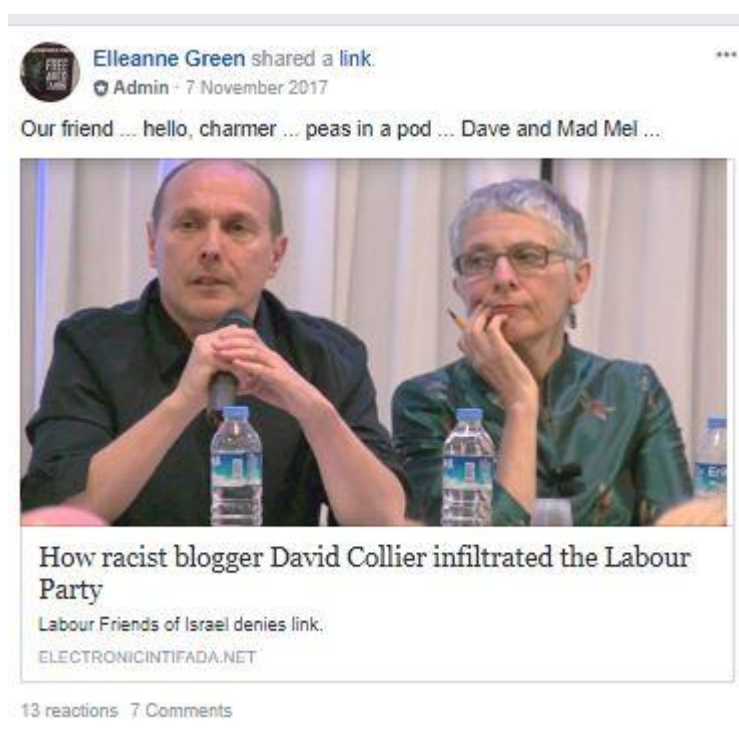 Elleanne Green shared a link.
Admin · 7 November 2017
Our friend ... hello, charmer ... peas in a pod ... Dave and Mad Mel ...
How racist blogger David Collier infiltrated the Labour
Party
Labour Friends of Israel denies link.
ELECTRONICINTIFADA.NET
13 reactions 7 Comments